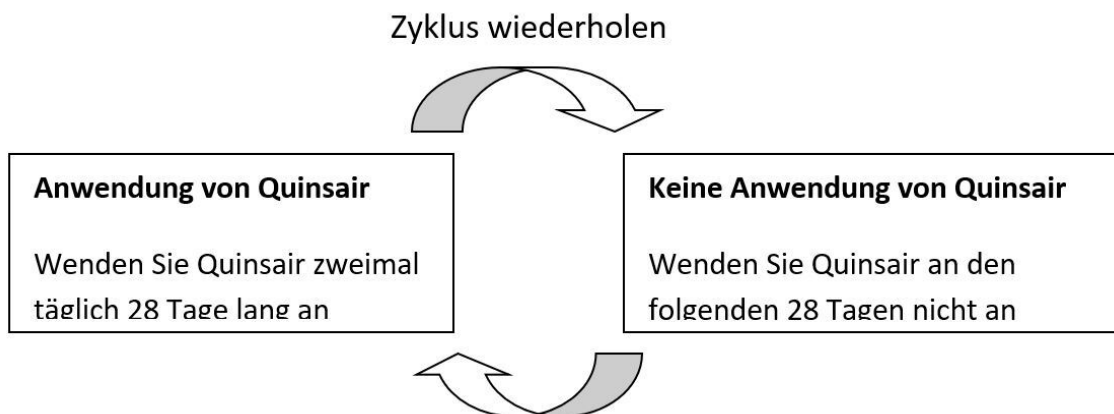 Zyklus wiederholen
Anwendung von Quinsair
Wenden Sie Quinsair zweimal
täglich 28 Tage lang an
Keine Anwendung von Quinsair
Wenden Sie Quinsair an den
folgenden 28 Tagen nicht an